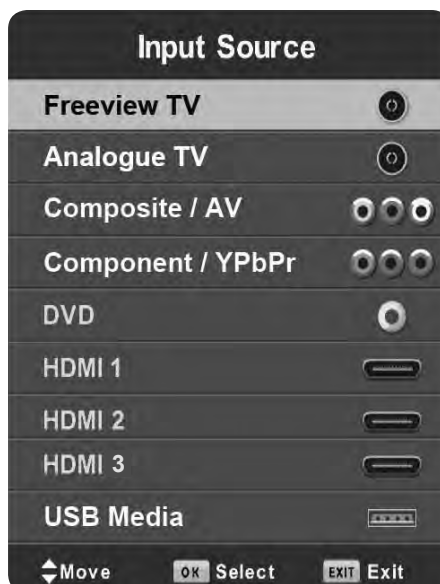 Input Source
Freeview TV
Analogue TV
Composite / AV
Component / YPbPr
DVD
HDMI 1
HDMI 2
HDMI 3
USB Media
Move OK Select EXIT Exit